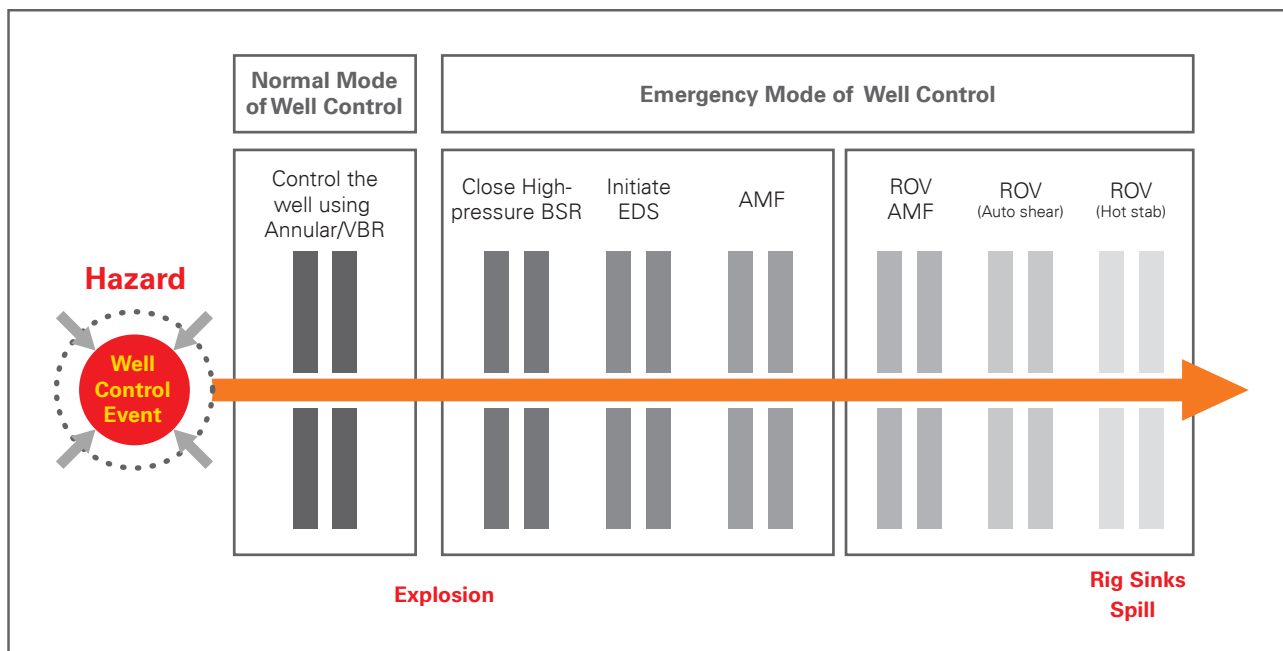 Normal Mode
of Well Control
Emergency Mode of Well Control
Control the
well using
Annular/VBR
Close High-
pressure BSR
Initiate
EDS
AMF
ROV
AMF
ROV
(Auto shear)
ROV
(Hot stab)
Hazard
Well
Control
Event
Explosion
Rig Sinks
Spill